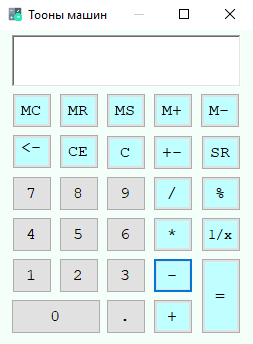 Тооны машин
MC MR MS M+ M-
<- CE C +- SR
7 8 9 / %
4 5 6 * 1/x
1 2 3 - =
0 . +